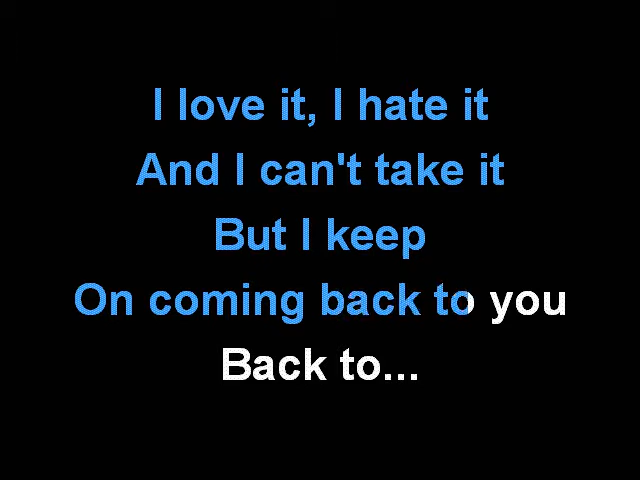 I love it, I hate it
And I can't take it
But I keep
On coming back to you
Back to...